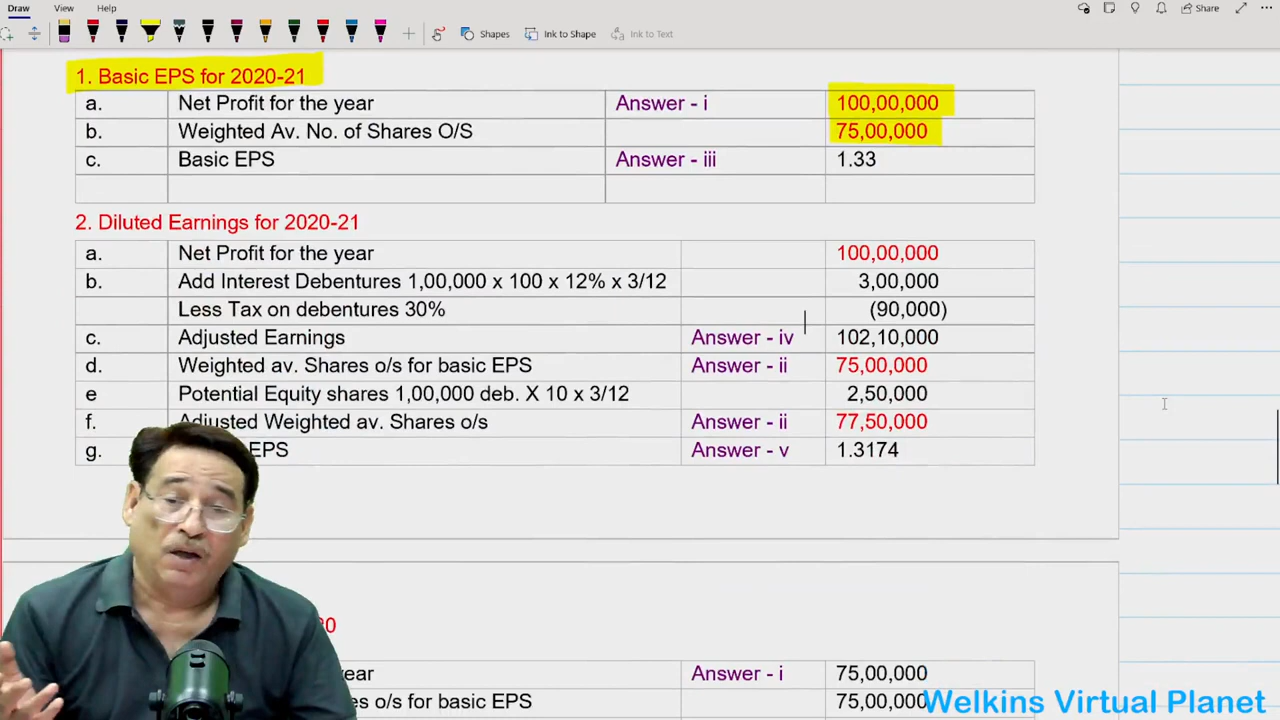 Draw View Help
Share
Shapes Ink to Shape Ink to Text
1. Basic EPS for 2020-21
a. Net Profit for the year Answer - i 100,00,000
b. Weighted Av. No. of Shares O/S 75,00,000
c. Basic EPS Answer - iii 1.33
2. Diluted Earnings for 2020-21
a. Net Profit for the year 100,00,000
b. Add Interest Debentures 1,00,000 x 100 x 12% x 3/12 3,00,000
Less Tax on debentures 30% (90,000)
c. Adjusted Earnings Answer - iv 102,10,000
d. Weighted av. Shares o/s for basic EPS Answer - ii 75,00,000
e Potential Equity shares 1,00,000 deb. X 10 x 3/12 2,50,000
f. Adjusted Weighted av. Shares o/s Answer - ii 77,50,000
g. EPS Answer - v 1.3174
year Answer - i 75,00,000
es o/s for basic EPS 75,00,000
Welkins Virtual Planet